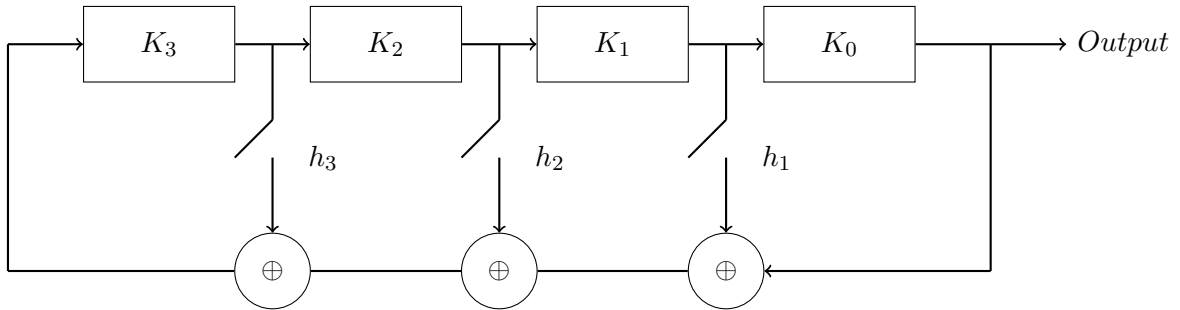 K₃ K₂ K₁ K₀ Output
h₃ h₂ h₁
⊕ ⊕ ⊕